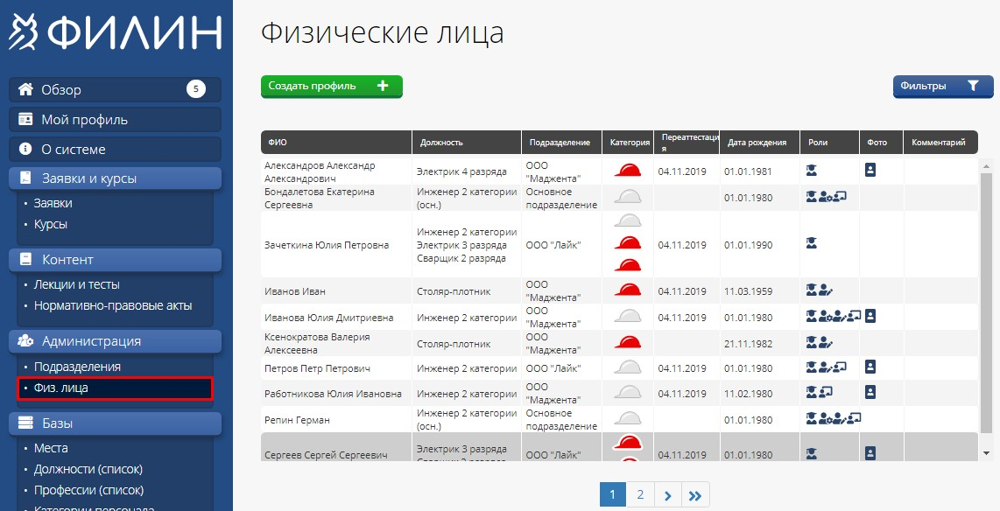 ФИЛИН
Обзор 5
Мой профиль
О системе
Заявки и курсы
· Заявки
· Курсы
Контент
· Лекции и тесты
· Нормативно-правовые акты
Администрация
· Подразделения
· Физ. лица
Базы
· Места
· Должности (список)
· Профессии (список)
· Категории персонала
Физические лица
Создать профиль +
Фильтры
ФИО Должность Подразделение Категория Переаттестаци Дата рождения Роли Фото Комментарий
я
Александров Александр
Александрович
Электрик 4 разряда
ООО
"Маджента"
04.11.2019 01.01.1981
Бондалетова Екатерина
Сергеевна
Инженер 2 категории
(осн.)
Основное
подразделение
01.01.1980
Зачеткина Юлия Петровна
Инженер 2 категории
Электрик 3 разряда
Сварщик 2 разряда
ООО "Лайк" 04.11.2019 01.01.1990
Иванов Иван Столяр-плотник
ООО
"Маджента"
04.11.2019 11.03.1959
Иванова Юлия Дмитриевна Инженер 2 категории
ООО
"Маджента"
04.11.2019 01.01.1980
Ксенократова Валерия
Алексеевна
Столяр-плотник
ООО
"Маджента"
21.11.1982
Петров Петр Петрович Инженер 2 категории ООО "Лайк" 04.11.2019 01.01.1980
Работникова Юлия Ивановна Инженер 2 категории
ООО
"Маджента"
04.11.2019 11.02.1980
Репин Герман
Инженер 2 категории
(осн.)
Основное
подразделение
01.01.1980
Сергеев Сергей Сергеевич
Электрик 3 разряда
Сварщик 2 разряда
ООО "Лайк" 04.11.2019 01.01.1980
1 2 › »